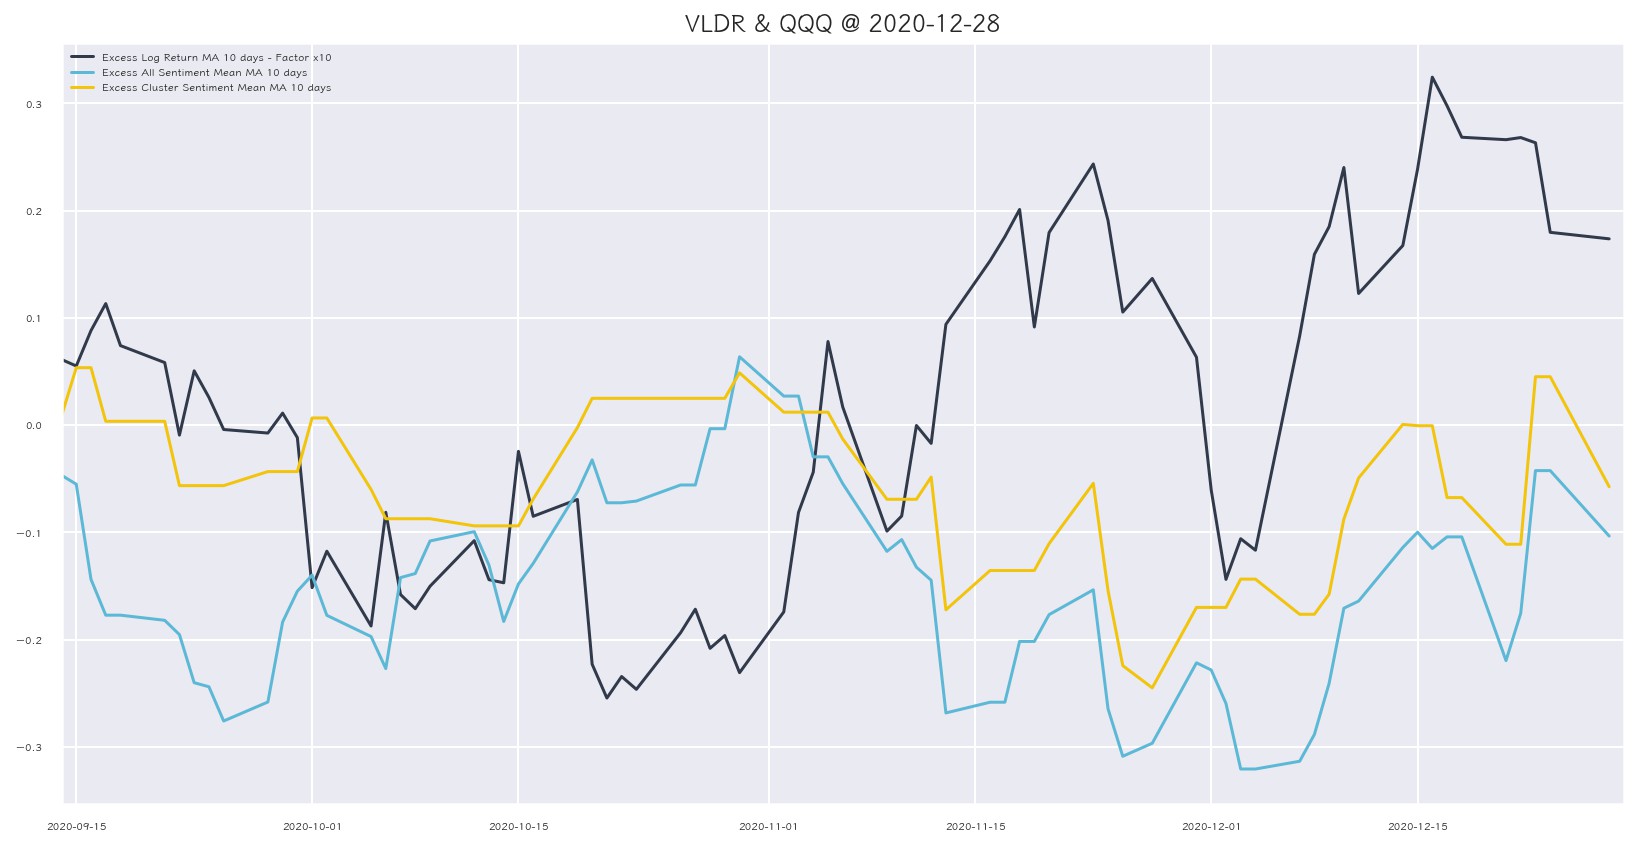 VLDR & QQQ @ 2020-12-28
Excess Log Return MA 10 days - Factor x10
Excess All Sentiment Mean MA 10 days
Excess Cluster Sentiment Mean MA 10 days
0.3
0.2
0.1
0.0
−0.1
−0.2
−0.3
2020-09-15 2020-10-01 2020-10-15 2020-11-01 2020-11-15 2020-12-01 2020-12-15